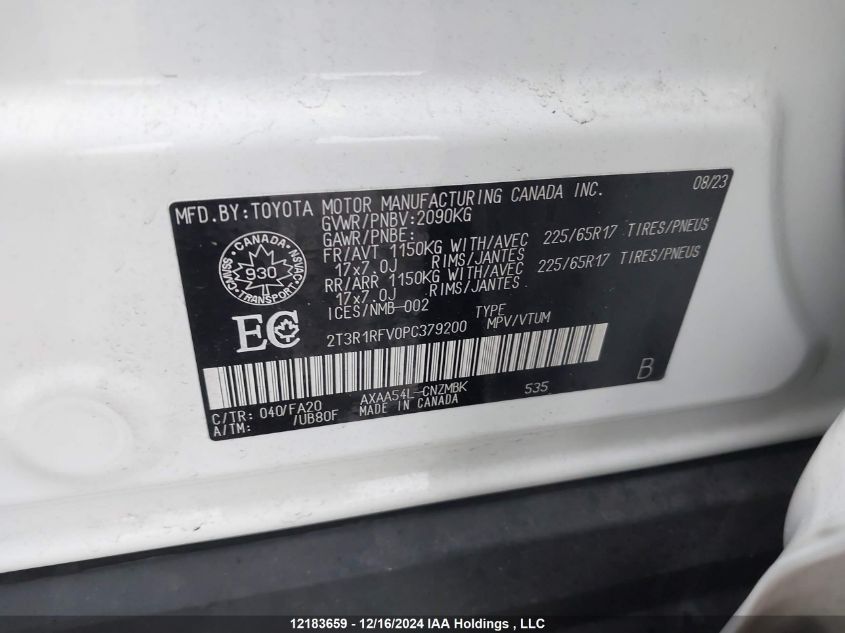 08/23
MFD.BY:TOYOTA MOTOR MANUFACTURING CANADA INC.
GVWR/PNBV:2090KG
GAWR/PNBE:
FR/AVT 1150KG WITH/AVEC 225/65R17 TIRES/PNEUS
17x7.0J RIMS/JANTES
RR/ARR 1150KG WITH/AVEC 225/65R17 TIRES/PNEUS
17x7.0J RIMS/JANTES
ICES/NMB-002
CANADA
930
TRANSPORT
CMVSS
NSVAC
EC
2T3R1RFV0PC379200
TYPE
MPV/VTUM
B
C/TR: 040/FA20 AXAA54L-CNZMBK 535
A/TM: /UB80F MADE IN CANADA
12183659 - 12/16/2024 IAA Holdings , LLC